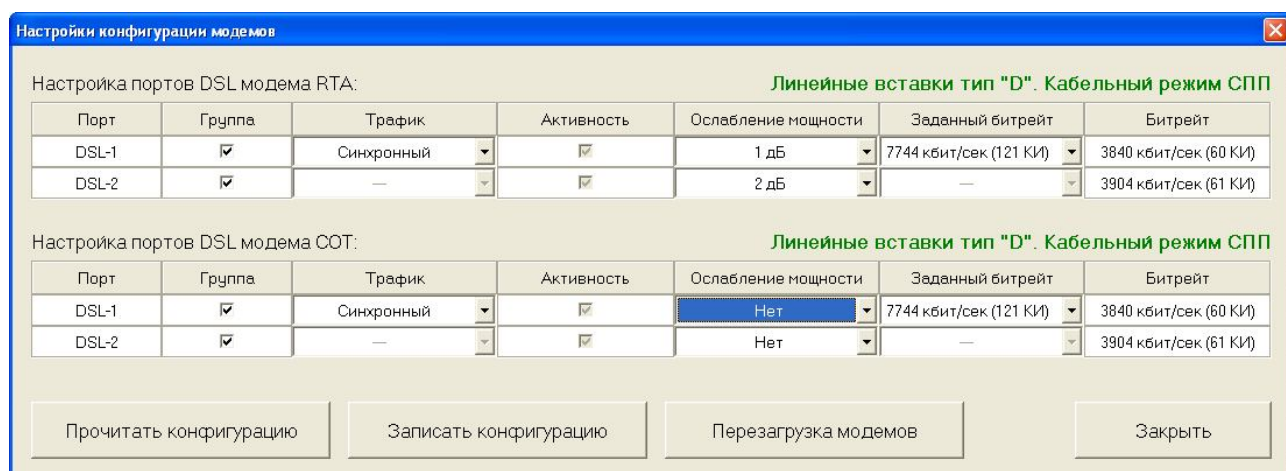 Настройки конфигурации модемов
Настройка портов DSL модема RTA: Линейные вставки тип "D". Кабельный режим СПП
Порт Группа Трафик Активность Ослабление мощности Заданный битрейт Битрейт
DSL-1 Синхронный 1 дБ 7744 кбит/сек (121 КИ) 3840 кбит/сек (60 КИ)
DSL-2 — 2 дБ — 3904 кбит/сек (61 КИ)
Настройка портов DSL модема COT: Линейные вставки тип "D". Кабельный режим СПП
Порт Группа Трафик Активность Ослабление мощности Заданный битрейт Битрейт
DSL-1 Синхронный Нет 7744 кбит/сек (121 КИ) 3840 кбит/сек (60 КИ)
DSL-2 — Нет — 3904 кбит/сек (61 КИ)
Прочитать конфигурацию Записать конфигурацию Перезагрузка модемов Закрыть